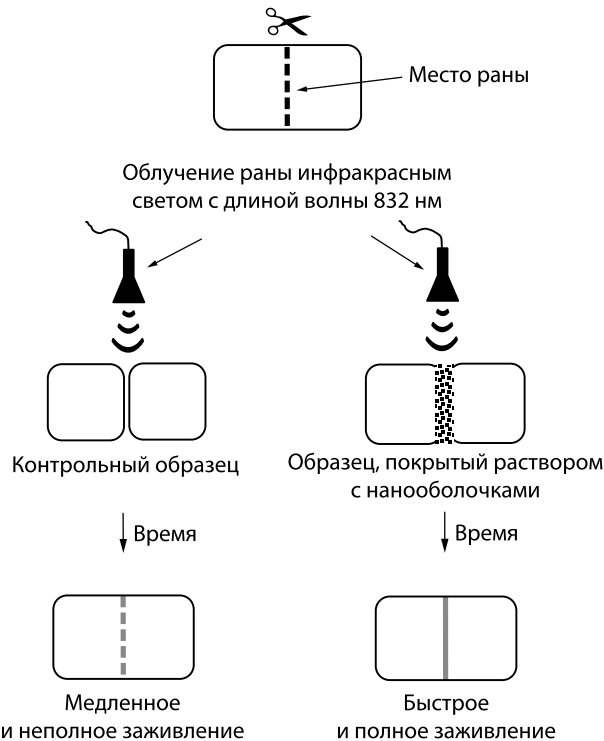 Место раны
Облучение раны инфракрасным
светом с длиной волны 832 нм
Контрольный образец
Образец, покрытый раствором
с нанооболочками
Время
Время
Медленное
и неполное заживление
Быстрое
и полное заживление